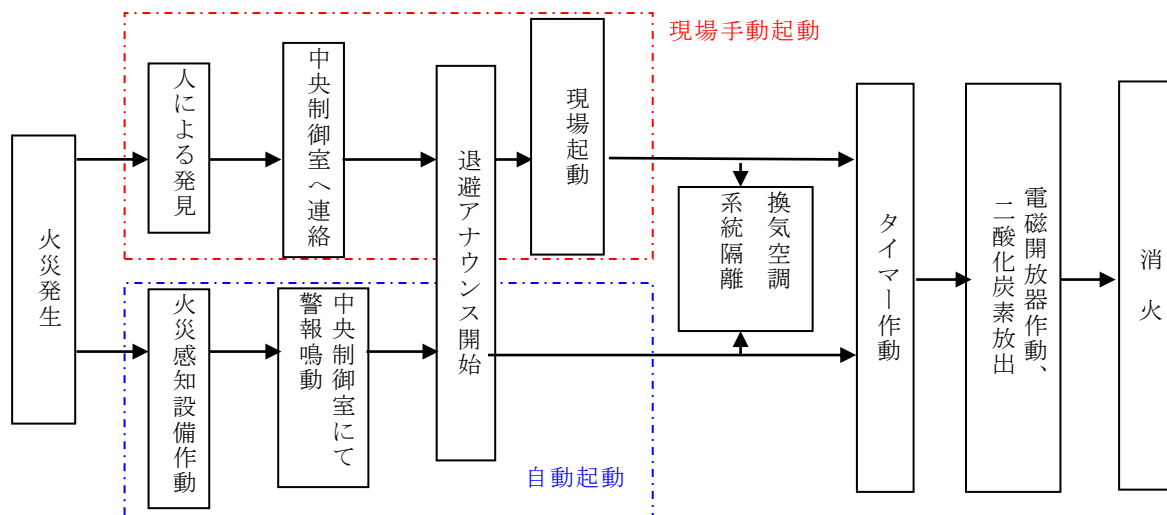 現場手動起動
火災発生
人による発見
中央制御室へ連絡
退避アナウンス開始
現場起動
火災感知設備作動
中央制御室にて
警報鳴動
自動起動
換気空調
系統隔離
タイマー作動
電磁開放器作動、
二酸化炭素放出
消火